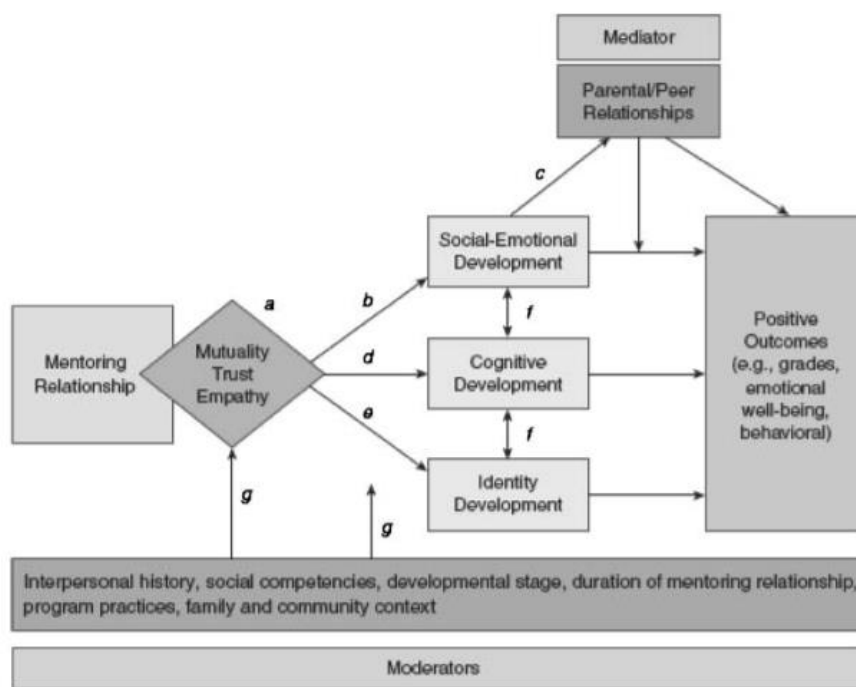 Mediator
Parental/Peer
Relationships
c
Social-Emotional
Development
a
b
f
Mentoring
Relationship
Mutuality
Trust
Empathy
d
Cognitive
Development
Positive
Outcomes
(e.g., grades,
emotional
well-being,
behavioral)
e
f
Identity
Development
g
g
Interpersonal history, social competencies, developmental stage, duration of mentoring relationship,
program practices, family and community context
Moderators